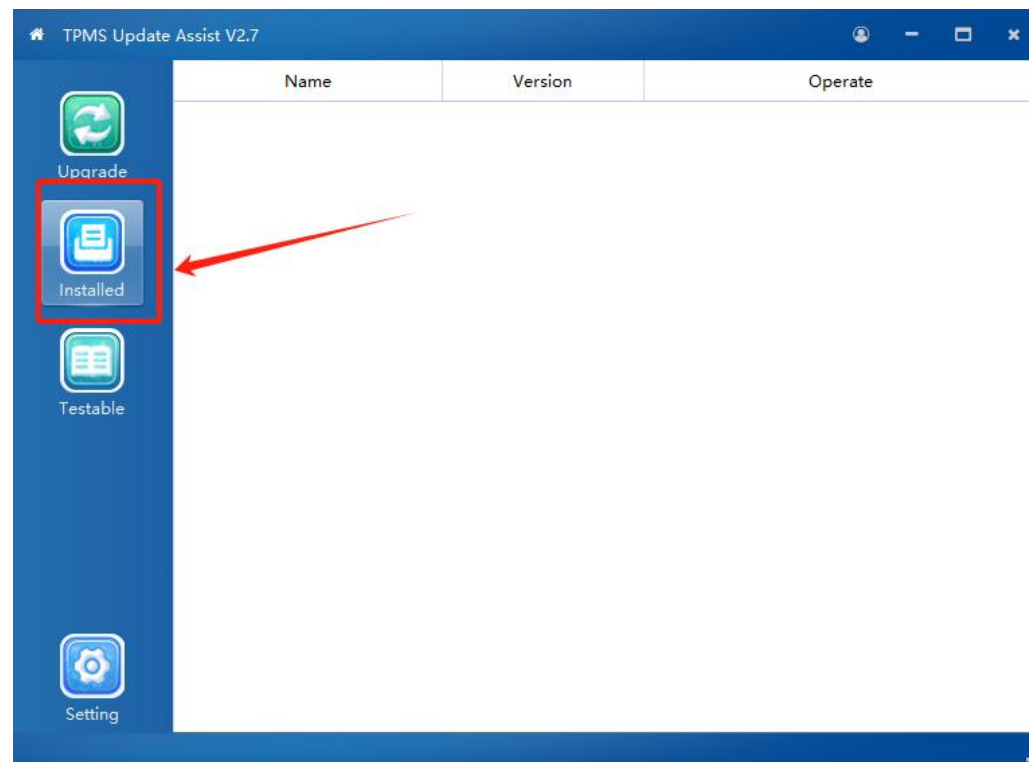 TPMS Update Assist V2.7
Name Version Operate
Upgrade
Installed
Testable
Setting